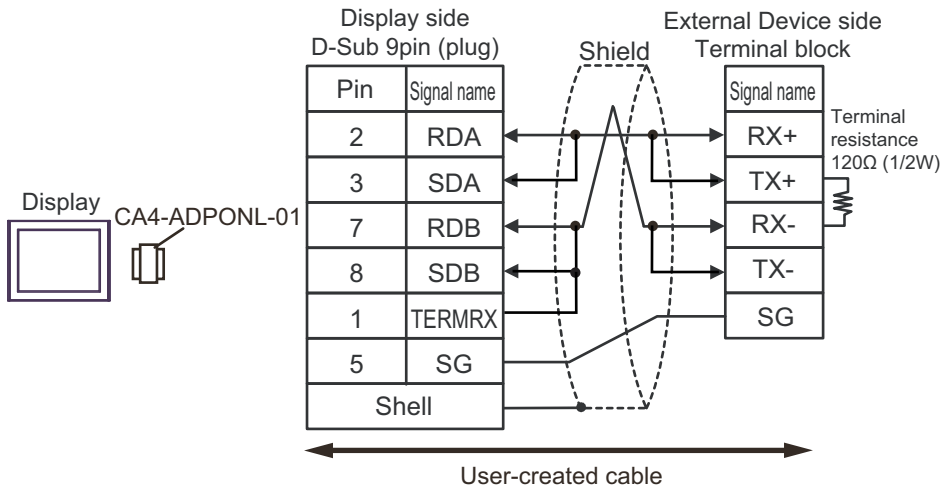 Display side
D-Sub 9pin (plug)
Shield
External Device side
Terminal block
Pin Signal name
Signal name
2 RDA
RX+
Terminal
resistance
120Ω (1/2W)
3 SDA
TX+
Display
CA4-ADPONL-01
7 RDB
RX-
8 SDB
TX-
1 TERMRX
SG
5 SG
Shell
User-created cable